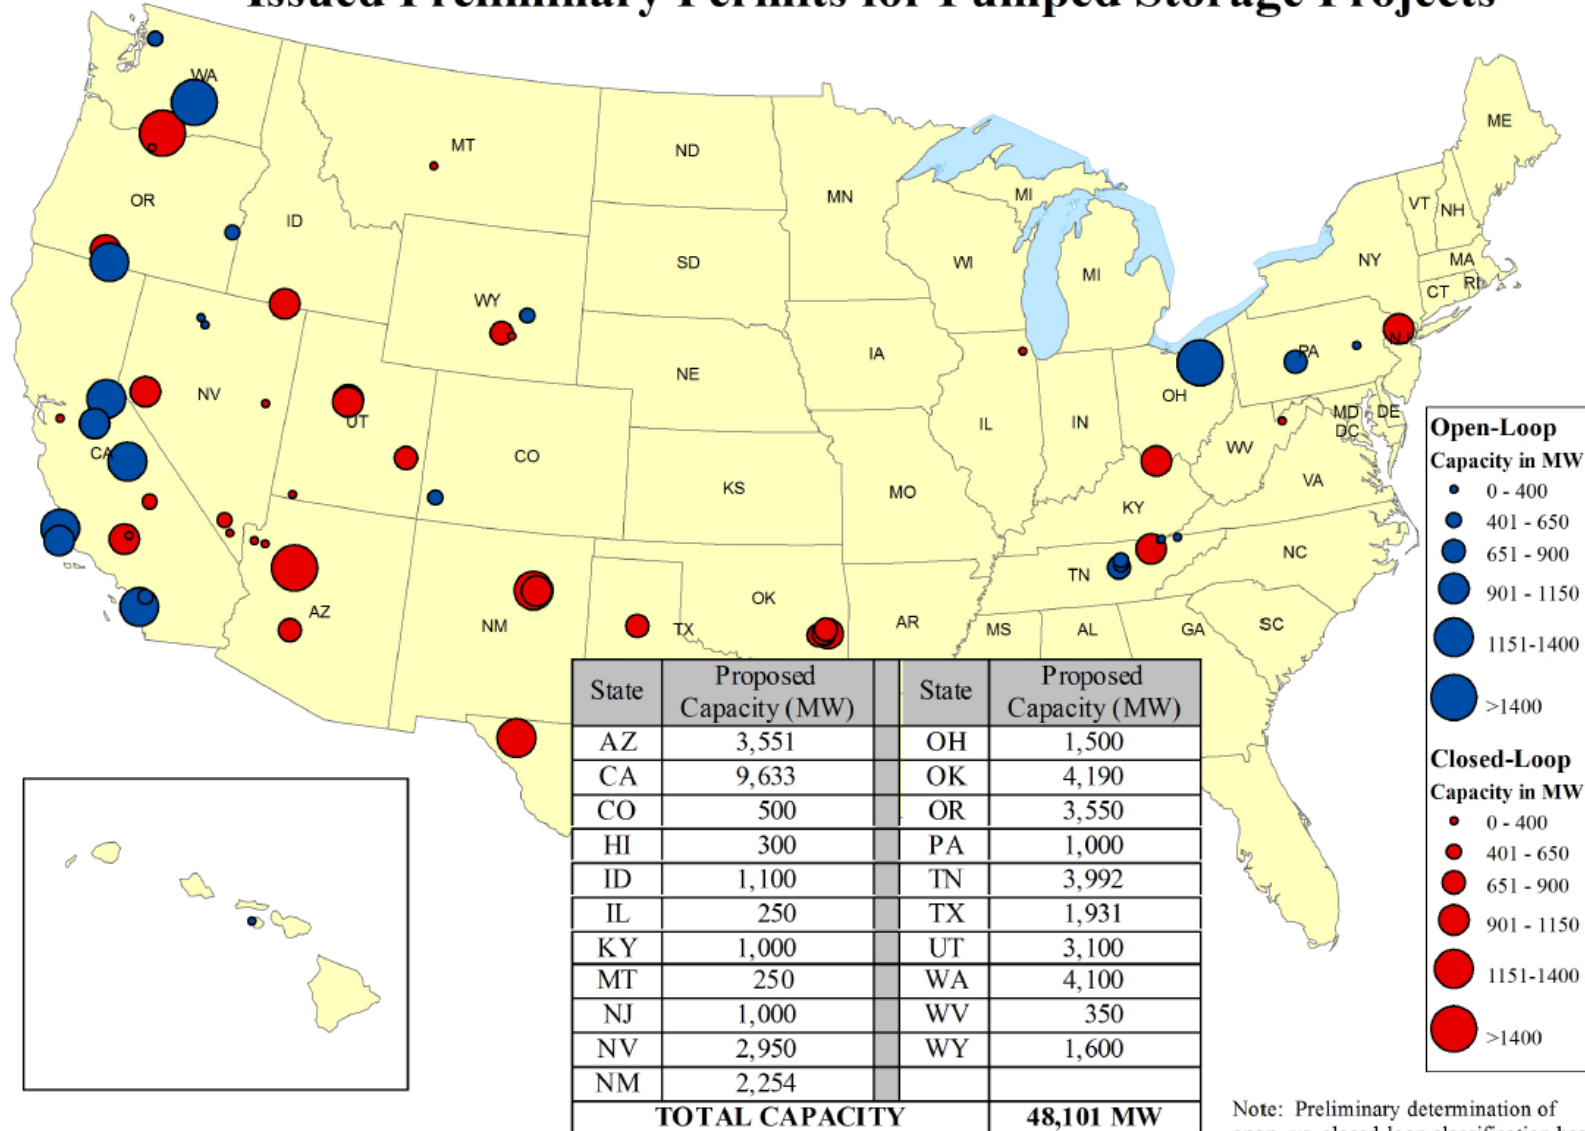 Issued Preliminary Permits for Pumped Storage Projects
WA
MT
ND
MN
OR
ID
SD
WI
MI
MI
ME
VT
NH
NY
MA
CT
RI
WY
IA
NE
PA
NJ
OH
NV
UT
CO
CA
IL
IN
MD
DE
DC
WV
KS
MO
VA
KY
NC
TN
AZ
NM
OK
TX
AR
MS
AL
GA
SC
Open-Loop
Capacity in MW
0 - 400
401 - 650
651 - 900
901 - 1150
1151-1400
>1400
Closed-Loop
Capacity in MW
0 - 400
401 - 650
651 - 900
901 - 1150
1151-1400
>1400
State Proposed Capacity (MW) State Proposed Capacity (MW)
AZ 3,551 OH 1,500
CA 9,633 OK 4,190
CO 500 OR 3,550
HI 300 PA 1,000
ID 1,100 TN 3,992
IL 250 TX 1,931
KY 1,000 UT 3,100
MT 250 WA 4,100
NJ 1,000 WV 350
NV 2,950 WY 1,600
NM 2,254
TOTAL CAPACITY 48,101 MW
Note: Preliminary determination of